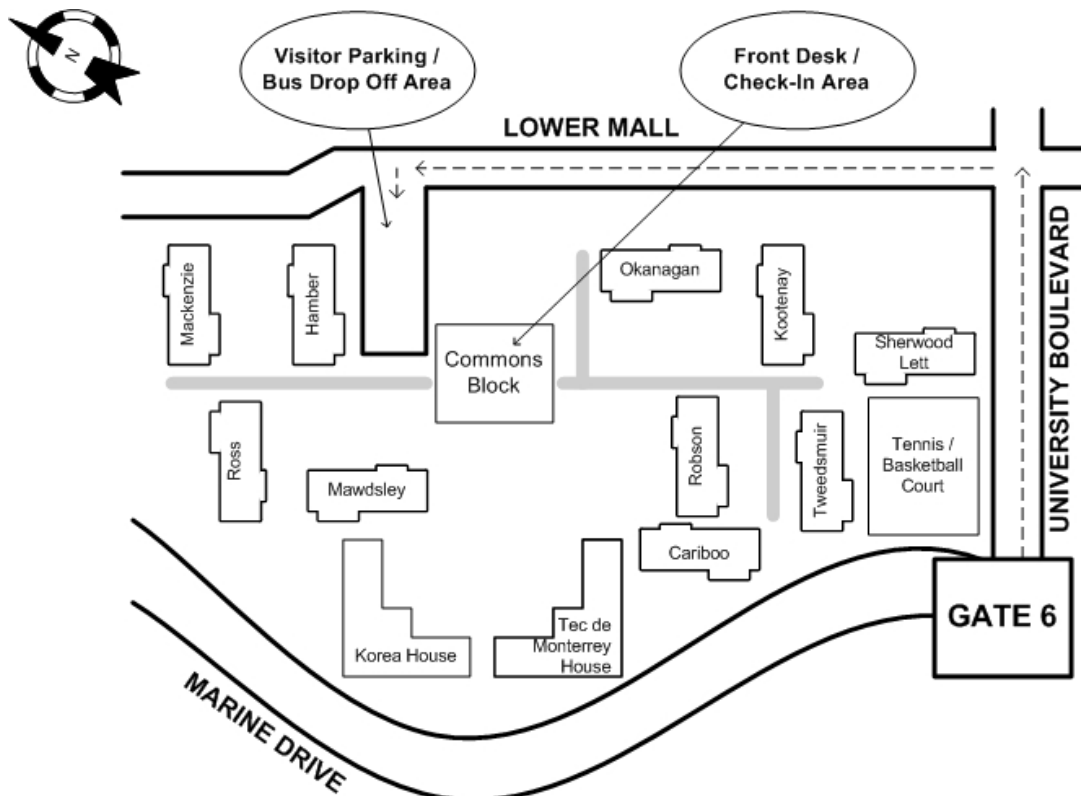 N
Visitor Parking /
Bus Drop Off Area
Front Desk /
Check-In Area
LOWER MALL
UNIVERSITY BOULEVARD
Mackenzie
Hamber
Okanagan
Kootenay
Sherwood
Lett
Commons
Block
Ross
Mawdsley
Robson
Tweedsmuir
Tennis /
Basketball
Court
Cariboo
Korea House
Tec de
Monterrey
House
GATE 6
MARINE DRIVE